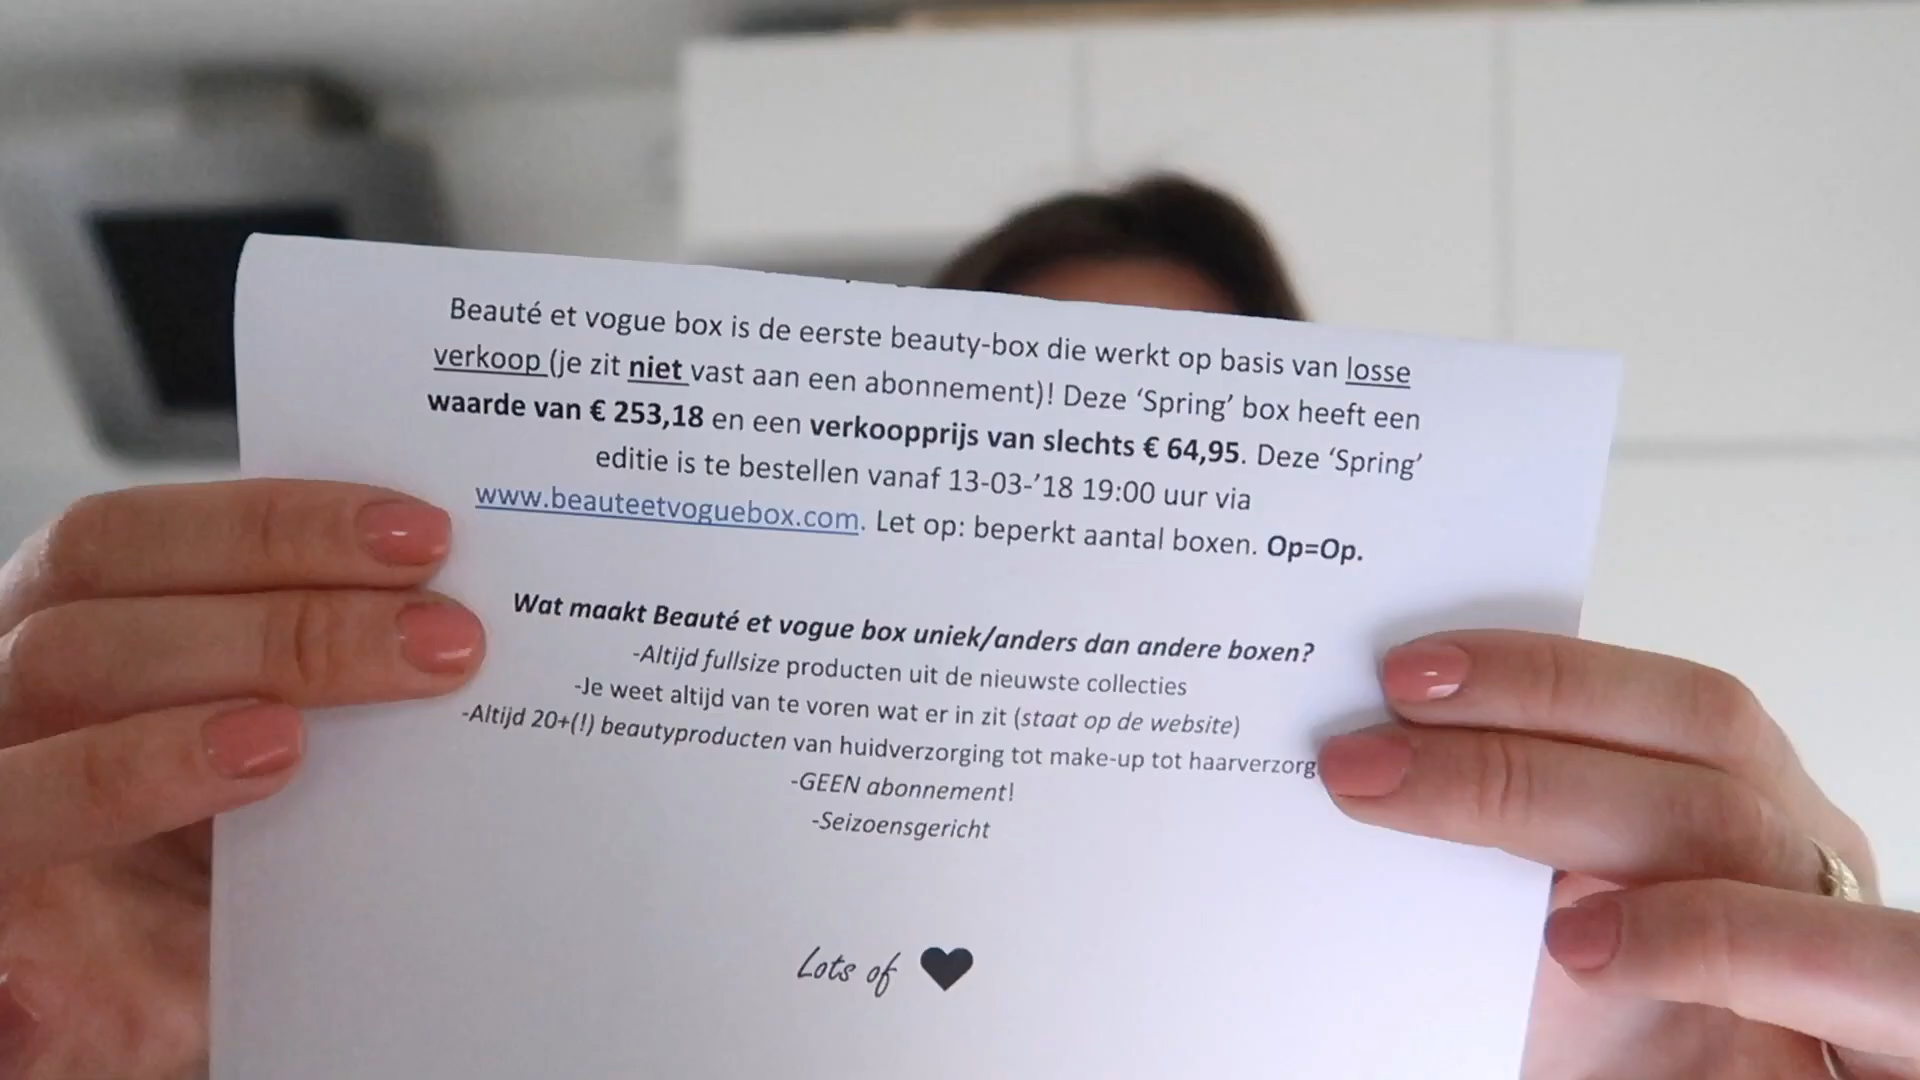 Beauté et vogue box is de eerste beauty-box die werkt op basis van losse
verkoop (je zit niet vast aan een abonnement)! Deze ‘Spring’ box heeft een
waarde van € 253,18 en een verkoopprijs van slechts € 64,95. Deze ‘Spring’
editie is te bestellen vanaf 13-03-’18 19:00 uur via
www.beauteetvoguebox.com. Let op: beperkt aantal boxen. Op=Op.
Wat maakt Beauté et vogue box uniek/anders dan andere boxen?
-Altijd fullsize producten uit de nieuwste collecties
-Je weet altijd van te voren wat er in zit (staat op de website)
-Altijd 20+(!) beautyproducten van huidverzorging tot make-up tot haarverzorg
-GEEN abonnement!
-Seizoensgericht
Lots of ♥